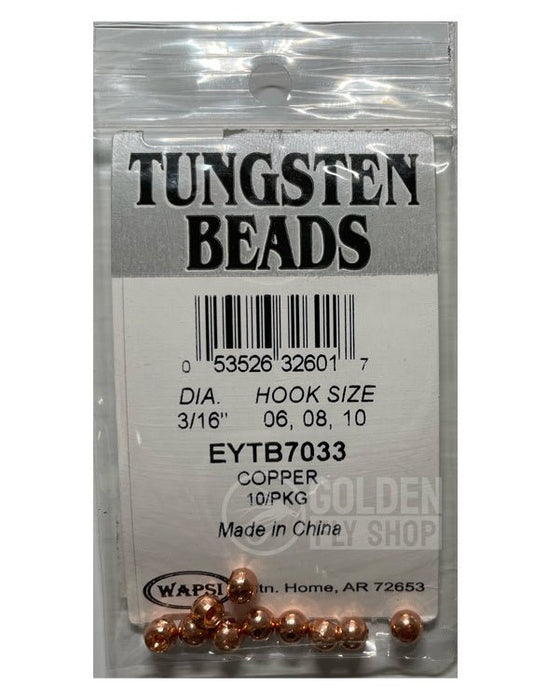 TUNGSTEN
BEADS
0 53526 32601 7
DIA. HOOK SIZE
3/16" 06, 08, 10
EYTB7033
COPPER
10/PKG
GOLDEN
FLY SHOP
Made in China
WAPSI tn. Home, AR 72653